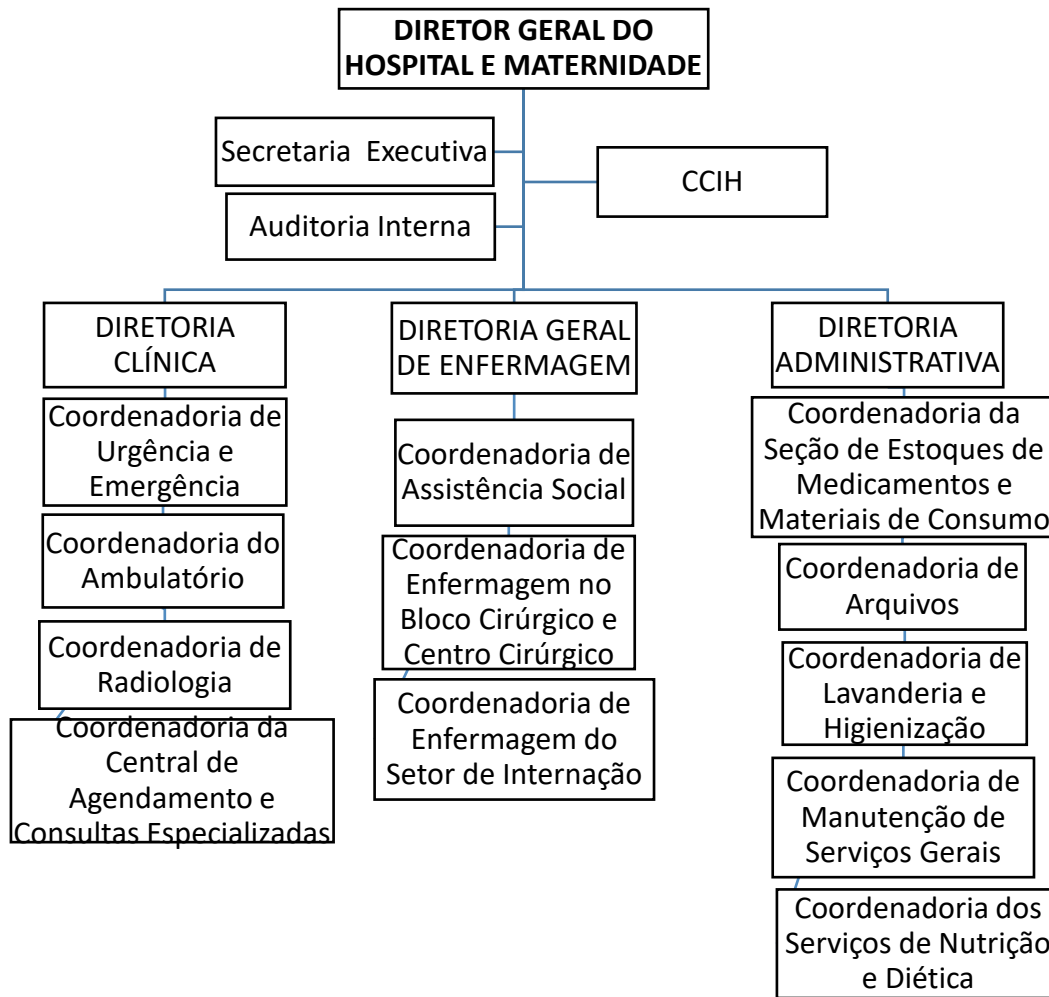 DIRETOR GERAL DO
HOSPITAL E MATERNIDADE
Secretaria Executiva
CCIH
Auditoria Interna
DIRETORIA
CLÍNICA
Coordenadoria de
Urgência e
Emergência
Coordenadoria do
Ambulatório
Coordenadoria de
Radiologia
Coordenadoria da
Central de
Agendamento e
Consultas Especializadas
DIRETORIA GERAL
DE ENFERMAGEM
Coordenadoria de
Assistência Social
Coordenadoria de
Enfermagem no
Bloco Cirúrgico e
Centro Cirúrgico
Coordenadoria de
Enfermagem do
Setor de Internação
DIRETORIA
ADMINISTRATIVA
Coordenadoria da
Seção de Estoques de
Medicamentos e
Materiais de Consumo
Coordenadoria de
Arquivos
Coordenadoria de
Lavanderia e
Higienização
Coordenadoria de
Manutenção de
Serviços Gerais
Coordenadoria dos
Serviços de Nutrição
e Diética